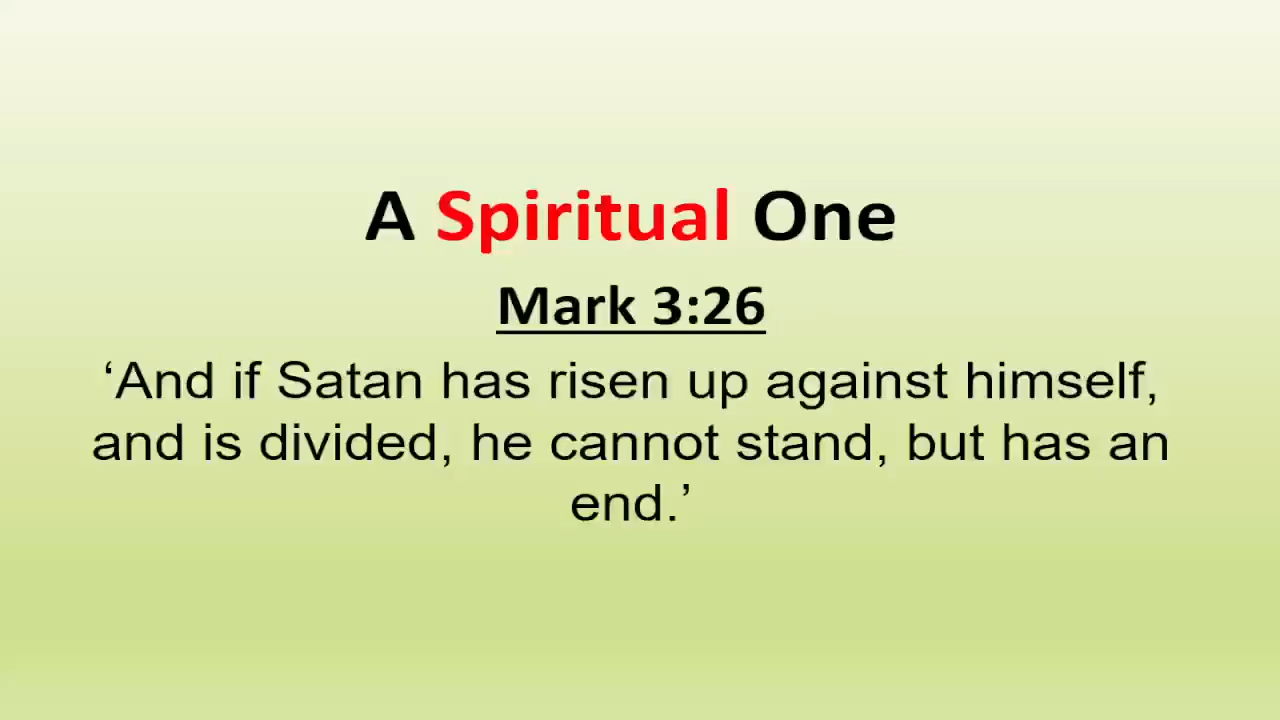 A Spiritual One
Mark 3:26
‘And if Satan has risen up against himself,
and is divided, he cannot stand, but has an
end.’